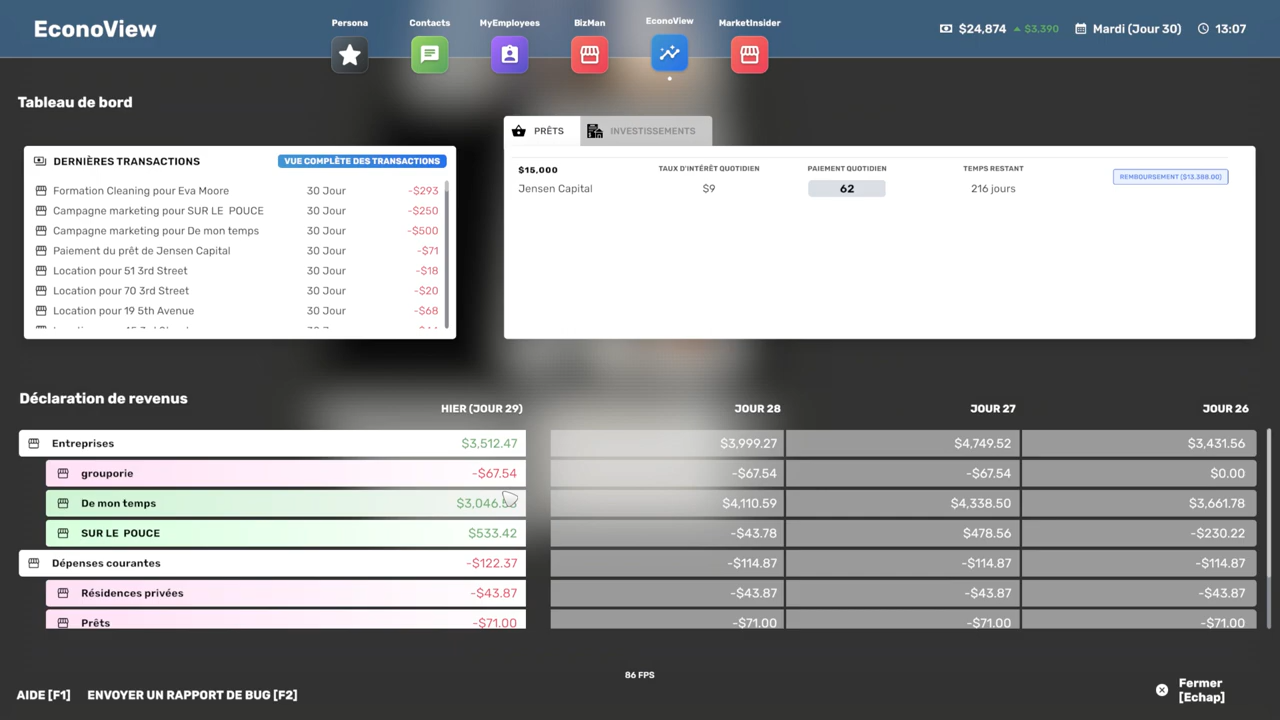 EconoView
Persona
Contacts
MyEmployees
BizMan
EconoView
MarketInsider
$24,874
$3,390
Mardi (Jour 30)
13:07
Tableau de bord
DERNIÈRES TRANSACTIONS
VUE COMPLÈTE DES TRANSACTIONS
Formation Cleaning pour Eva Moore 30 Jour -$293
Campagne marketing pour SUR LE POUCE 30 Jour -$250
Campagne marketing pour De mon temps 30 Jour -$500
Paiement du prêt de Jensen Capital 30 Jour -$71
Location pour 51 3rd Street 30 Jour -$18
Location pour 70 3rd Street 30 Jour -$20
Location pour 19 5th Avenue 30 Jour -$68
PRÊTS
INVESTISSEMENTS
$15,000 TAUX D'INTÉRÊT QUOTIDIEN PAIEMENT QUOTIDIEN TEMPS RESTANT
Jensen Capital $9 62 216 jours
REMBOURSEMENT ($13.388.00)
Déclaration de revenus
HIER (JOUR 29) JOUR 28 JOUR 27 JOUR 26
Entreprises $3,512.47 $3,999.27 $4,749.52 $3,431.56
grouporie -$67.54 -$67.54 -$67.54 $0.00
De mon temps $4,110.59 $4,338.50 $3,661.78
SUR LE POUCE $533.42 -$43.78 $478.56 -$230.22
Dépenses courantes -$122.37 -$114.87 -$114.87 -$114.87
Résidences privées -$43.87 -$43.87 -$43.87 -$43.87
Prêts -$71.00 -$71.00 -$71.00 -$71.00
86 FPS
AIDE [F1] ENVOYER UN RAPPORT DE BUG [F2]
Fermer
[Echap]